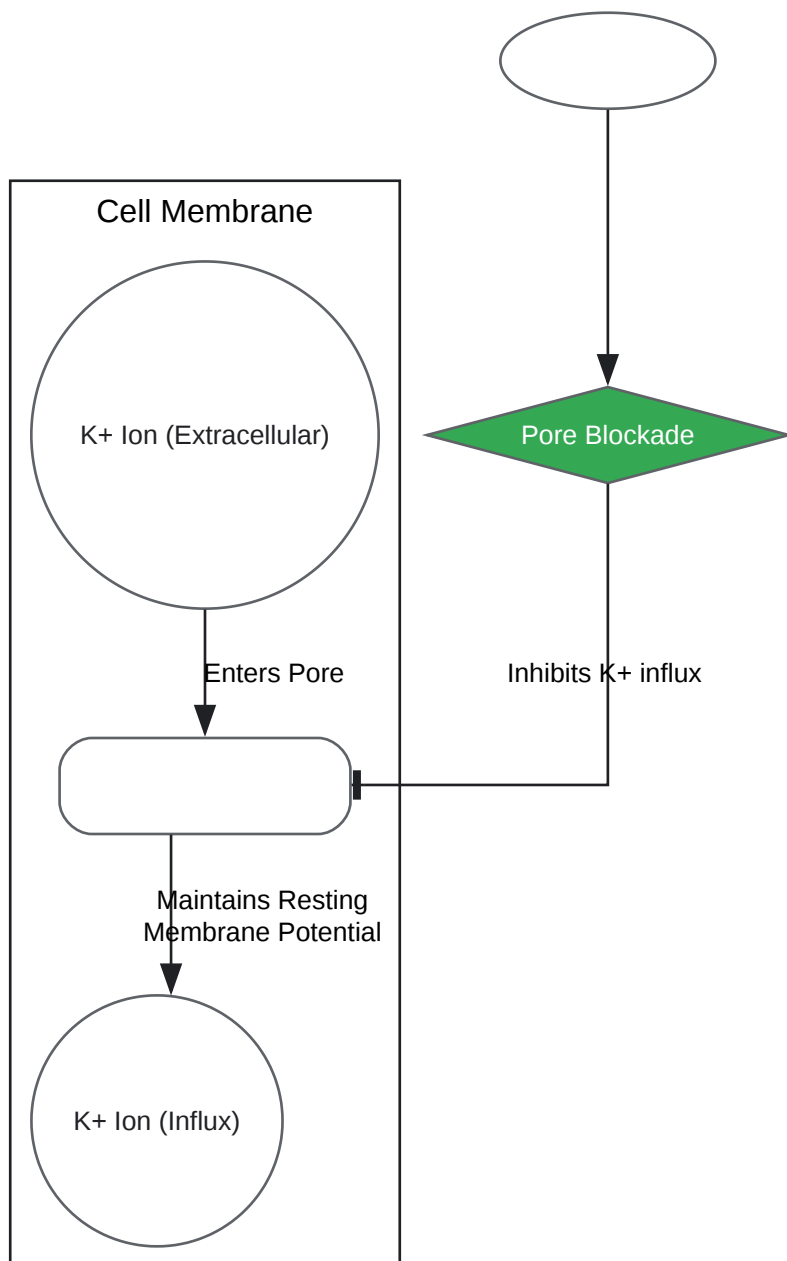 Cell Membrane
K+ Ion (Extracellular)
Pore Blockade
Enters Pore
Inhibits K+ influx
Maintains Resting
Membrane Potential
K+ Ion (Influx)